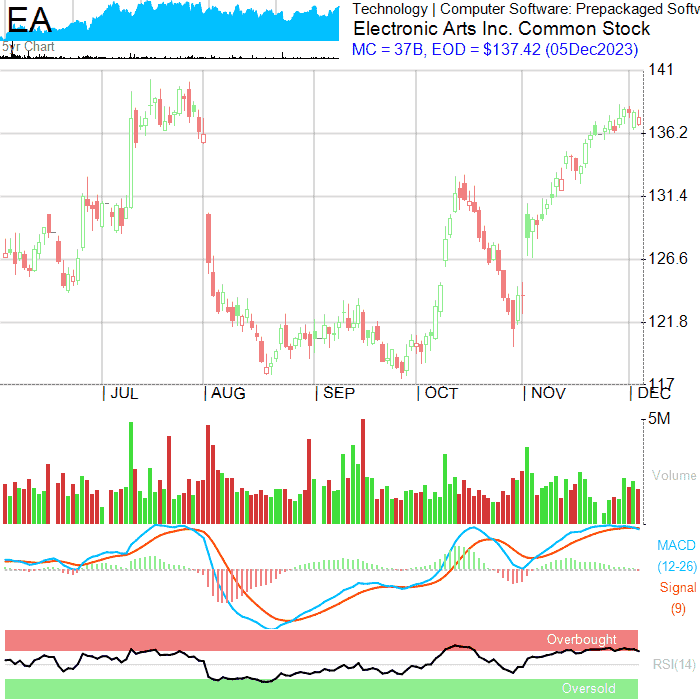 EA
5yr Chart
Technology | Computer Software: Prepackaged Softw
Electronic Arts Inc. Common Stock
MC = 37B, EOD = $137.42 (05Dec2023)
141
136.2
131.4
126.6
121.8
117
| JUL | AUG | SEP | OCT | NOV | DEC
5M
Volume
MACD
(12-26)
Signal
(9)
Overbought
RSI(14)
Oversold